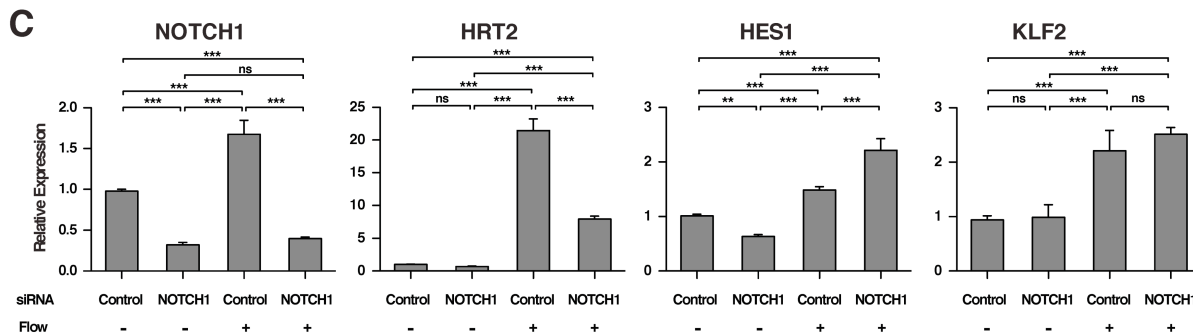 C
NOTCH1 HRT2 HES1 KLF2
*** *** *** ***
ns *** *** ***
*** *** *** ***
*** *** *** ns *** *** ** *** *** ns *** ns
Relative Expression
2.0 1.5 1.0 0.5 0.0
25 20 15 10 5 0
3 2 1 0
3 2 1 0
siRNA Control NOTCH1 Control NOTCH1 Control NOTCH1 Control NOTCH1 Control NOTCH1 Control NOTCH1 Control NOTCH1 Control NOTCH1
Flow - - + + - - + + - - + + - - + +